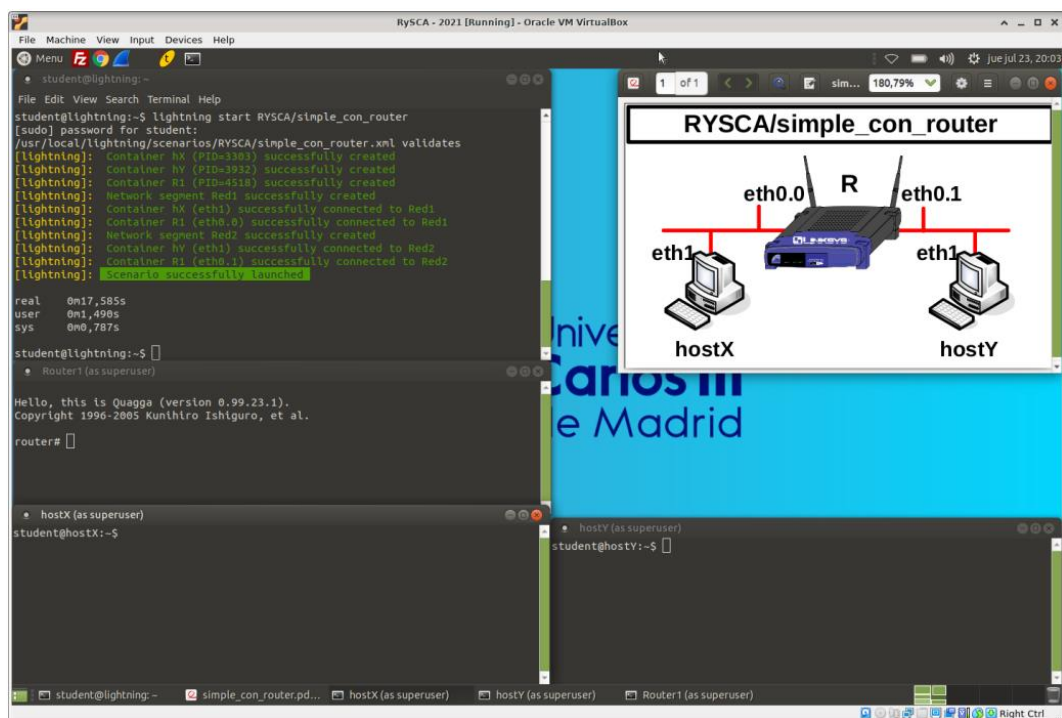 RySCA - 2021 [Running] - Oracle VM VirtualBox
File Machine View Input Devices Help
Menu
jue jul 23, 20:03
student@lightning: ~
File Edit View Search Terminal Help
student@lightning:~$ lightning start RYSCA/simple_con_router
[sudo] password for student:
/usr/local/lightning/scenarios/RYSCA/simple_con_router.xml validates
[lightning]: Container hX (PID=3303) successfully created
[lightning]: Container hY (PID=3932) successfully created
[lightning]: Container R1 (PID=4518) successfully created
[lightning]: Network segment Red1 successfully created
[lightning]: Container hX (eth1) successfully connected to Red1
[lightning]: Container R1 (eth0.0) successfully connected to Red1
[lightning]: Network segment Red2 successfully created
[lightning]: Container hY (eth1) successfully connected to Red2
[lightning]: Container R1 (eth0.1) successfully connected to Red2
[lightning]: Scenario successfully launched
real 0m17,585s
user 0m1,490s
sys 0m0,787s
student@lightning:~$
1 of 1 sim... 180,79%
RYSCA/simple_con_router
eth0.0 R eth0.1
LINKSYS
eth1 eth1
hostX hostY
Carlos III
de Madrid
Router1 (as superuser)
Hello, this is Quagga (version 0.99.23.1).
Copyright 1996-2005 Kunihiro Ishiguro, et al.
router#
hostX (as superuser)
student@hostX:~$
hostY (as superuser)
student@hostY:~$
student@lightning: ~ simple_con_router.pd... hostX (as superuser) hostY (as superuser) Router1 (as superuser)
Right Ctrl